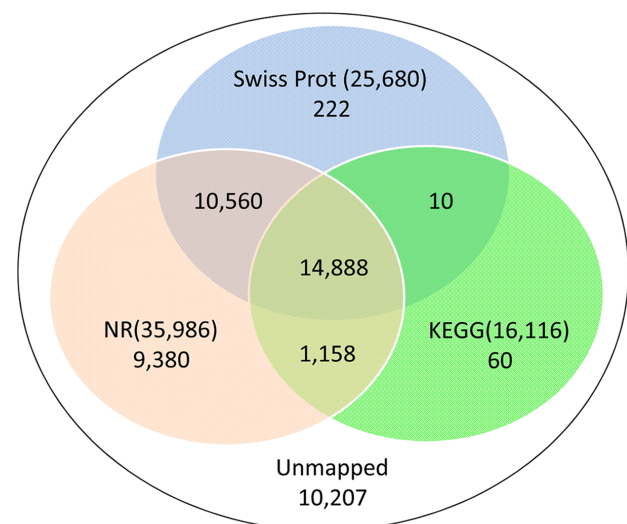 Swiss Prot (25,680)
222
10,560
10
14,888
NR(35,986)
9,380
1,158
KEGG(16,116)
60
Unmapped
10,207